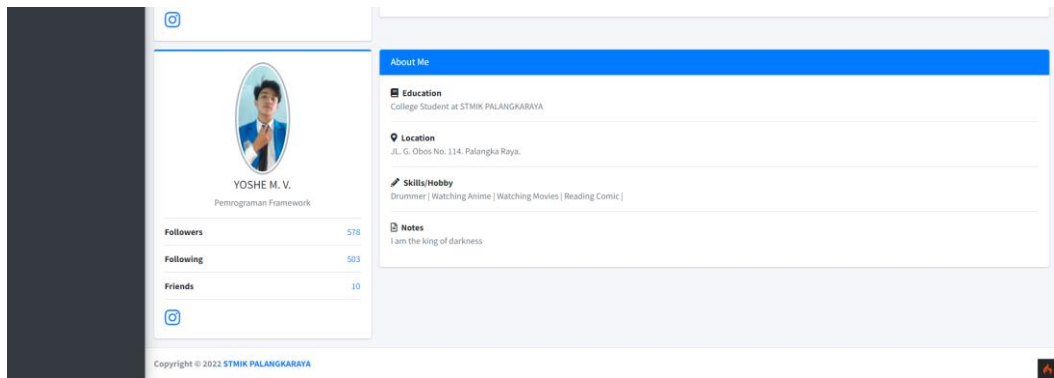 YOSHE M. V.
Pemrograman Framework
Followers 578
Following 503
Friends 10
About Me
Education
College Student at STMIK PALANGKARAYA
Location
JL. G. Obos No. 114. Palangka Raya.
Skills/Hobby
Drummer | Watching Anime | Watching Movies | Reading Comic |
Notes
I am the king of darkness
Copyright © 2022 STMIK PALANGKARAYA